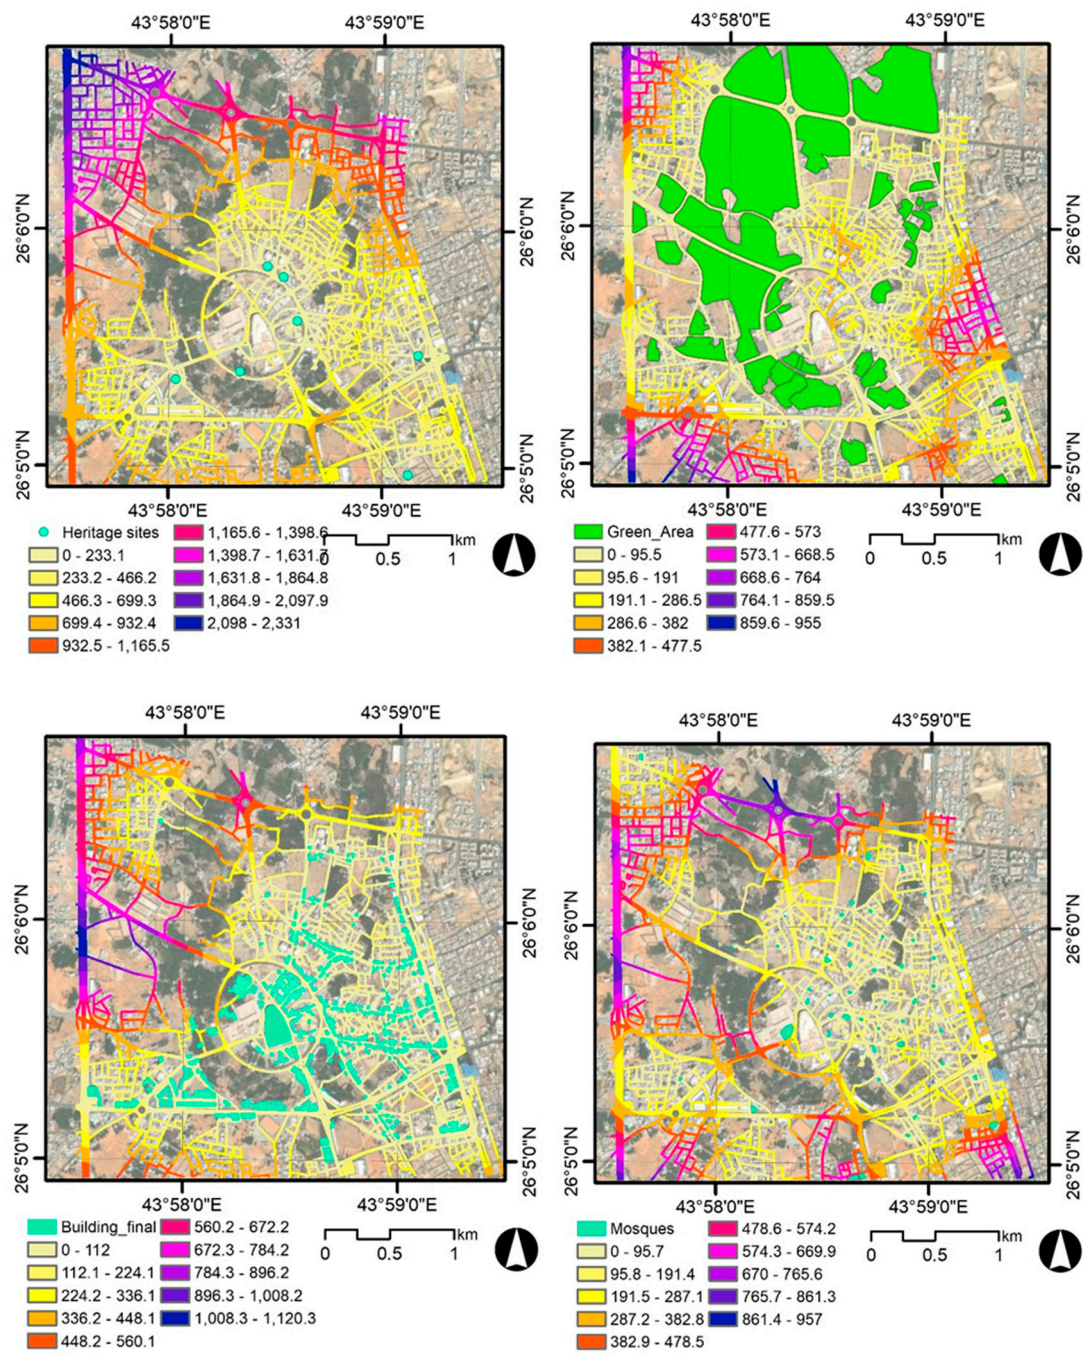 43°58'0"E 43°59'0"E 43°58'0"E 43°59'0"E
26°6'0"N 26°6'0"N 26°6'0"N 26°6'0"N
26°5'0"N 26°5'0"N 26°5'0"N 26°5'0"N
43°58'0"E 43°59'0"E 43°58'0"E 43°59'0"E
Heritage sites 1,165.6 - 1,398.6
0 - 233.1 1,398.7 - 1,631.7
233.2 - 466.2 1,631.8 - 1,864.8
466.3 - 699.3 1,864.9 - 2,097.9
699.4 - 932.4 2,098 - 2,331
932.5 - 1,165.5
km
0 0.5 1
Green_Area 477.6 - 573
0 - 95.5 573.1 - 668.5
95.6 - 191 668.6 - 764
191.1 - 286.5 764.1 - 859.5
286.6 - 382 859.6 - 955
382.1 - 477.5
km
0 0.5 1
43°58'0"E 43°59'0"E 43°58'0"E 43°59'0"E
26°6'0"N 26°6'0"N 26°6'0"N 26°6'0"N
26°5'0"N 26°5'0"N 26°5'0"N 26°5'0"N
43°58'0"E 43°59'0"E 43°58'0"E 43°59'0"E
Building_final 560.2 - 672.2
0 - 112 672.3 - 784.2
112.1 - 224.1 784.3 - 896.2
224.2 - 336.1 896.3 - 1,008.2
336.2 - 448.1 1,008.3 - 1,120.3
448.2 - 560.1
km
0 0.5 1
Mosques 478.6 - 574.2
0 - 95.7 574.3 - 669.9
95.8 - 191.4 670 - 765.6
191.5 - 287.1 765.7 - 861.3
287.2 - 382.8 861.4 - 957
382.9 - 478.5
km
0 0.5 1